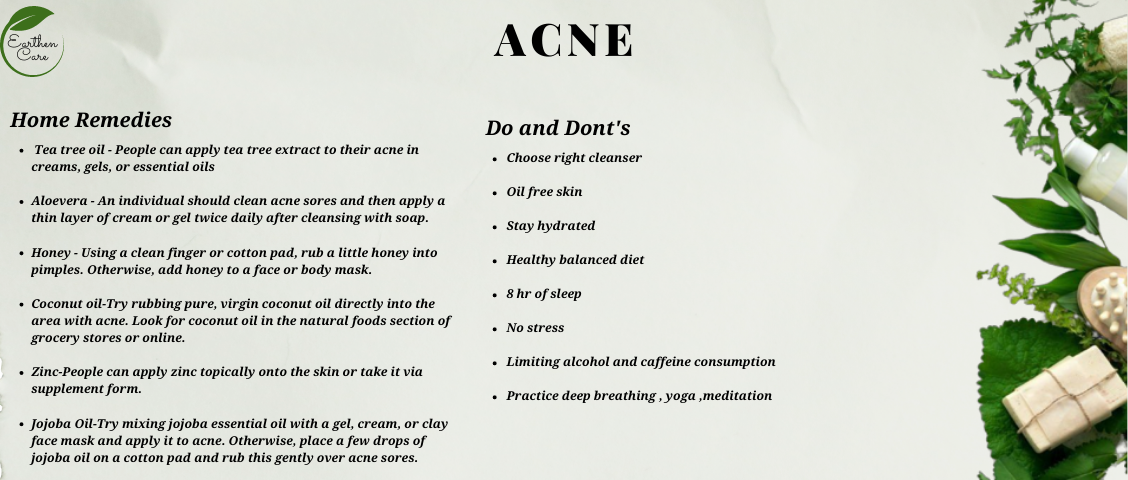 Earthen
Care
ACNE
Home Remedies
• Tea tree oil - People can apply tea tree extract to their acne in
creams, gels, or essential oils
• Aloevera - An individual should clean acne sores and then apply a
thin layer of cream or gel twice daily after cleansing with soap.
• Honey - Using a clean finger or cotton pad, rub a little honey into
pimples. Otherwise, add honey to a face or body mask.
• Coconut oil-Try rubbing pure, virgin coconut oil directly into the
area with acne. Look for coconut oil in the natural foods section of
grocery stores or online.
• Zinc-People can apply zinc topically onto the skin or take it via
supplement form.
• Jojoba Oil-Try mixing jojoba essential oil with a gel, cream, or clay
face mask and apply it to acne. Otherwise, place a few drops of
jojoba oil on a cotton pad and rub this gently over acne sores.
Do and Dont's
• Choose right cleanser
• Oil free skin
• Stay hydrated
• Healthy balanced diet
• 8 hr of sleep
• No stress
• Limiting alcohol and caffeine consumption
• Practice deep breathing , yoga ,meditation